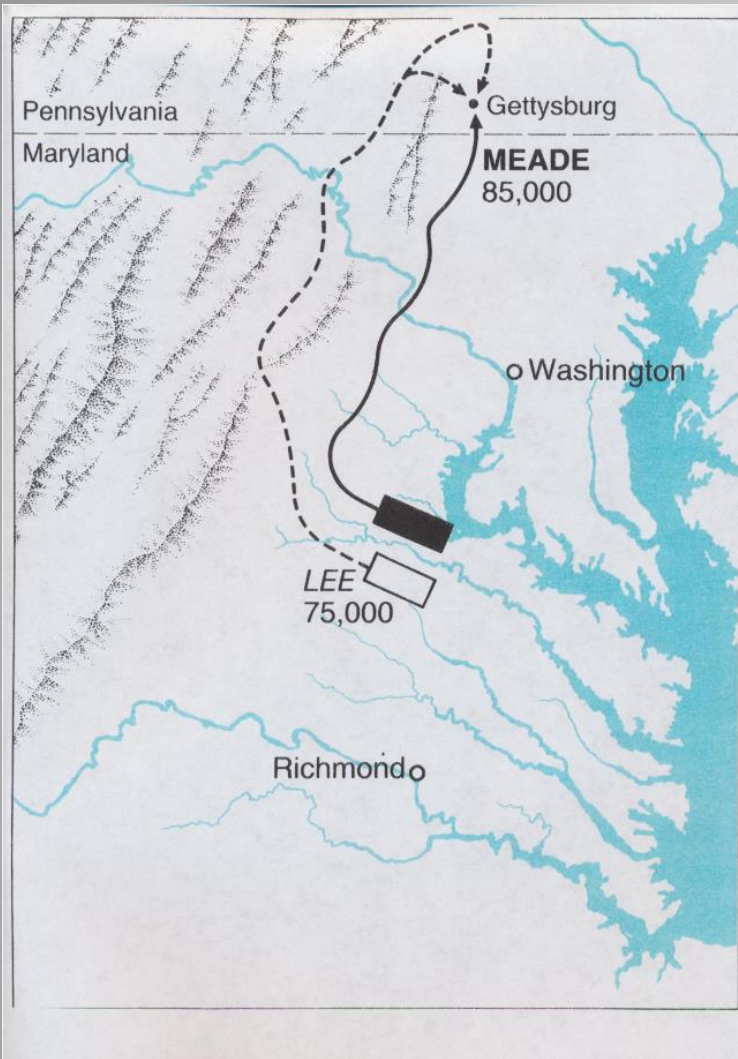 Pennsylvania
Gettysburg
Maryland
MEADE
85,000
Washington
LEE
75,000
Richmond